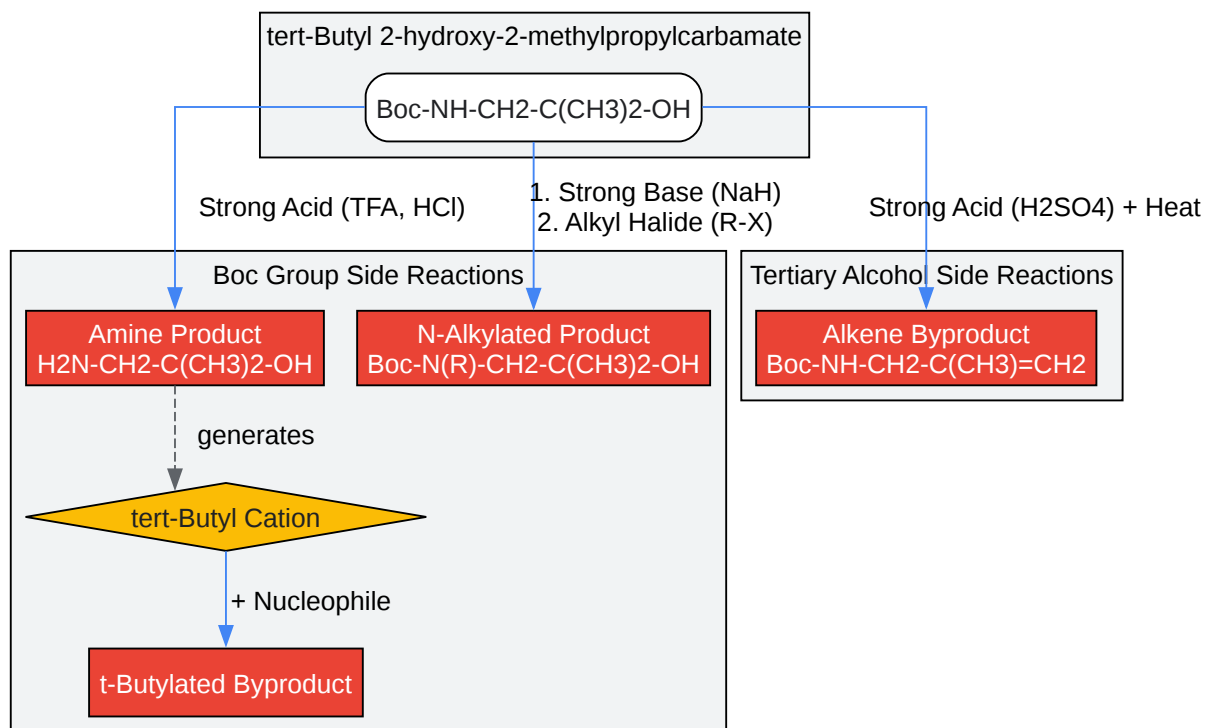 tert-Butyl 2-hydroxy-2-methylpropylcarbamate
Boc-NH-CH2-C(CH3)2-OH
Strong Acid (TFA, HCl)
1. Strong Base (NaH)
2. Alkyl Halide (R-X)
Strong Acid (H2SO4) + Heat
Boc Group Side Reactions
Tertiary Alcohol Side Reactions
Amine Product
H2N-CH2-C(CH3)2-OH
N-Alkylated Product
Boc-N(R)-CH2-C(CH3)2-OH
Alkene Byproduct
Boc-NH-CH2-C(CH3)=CH2
generates
tert-Butyl Cation
+ Nucleophile
t-Butylated Byproduct